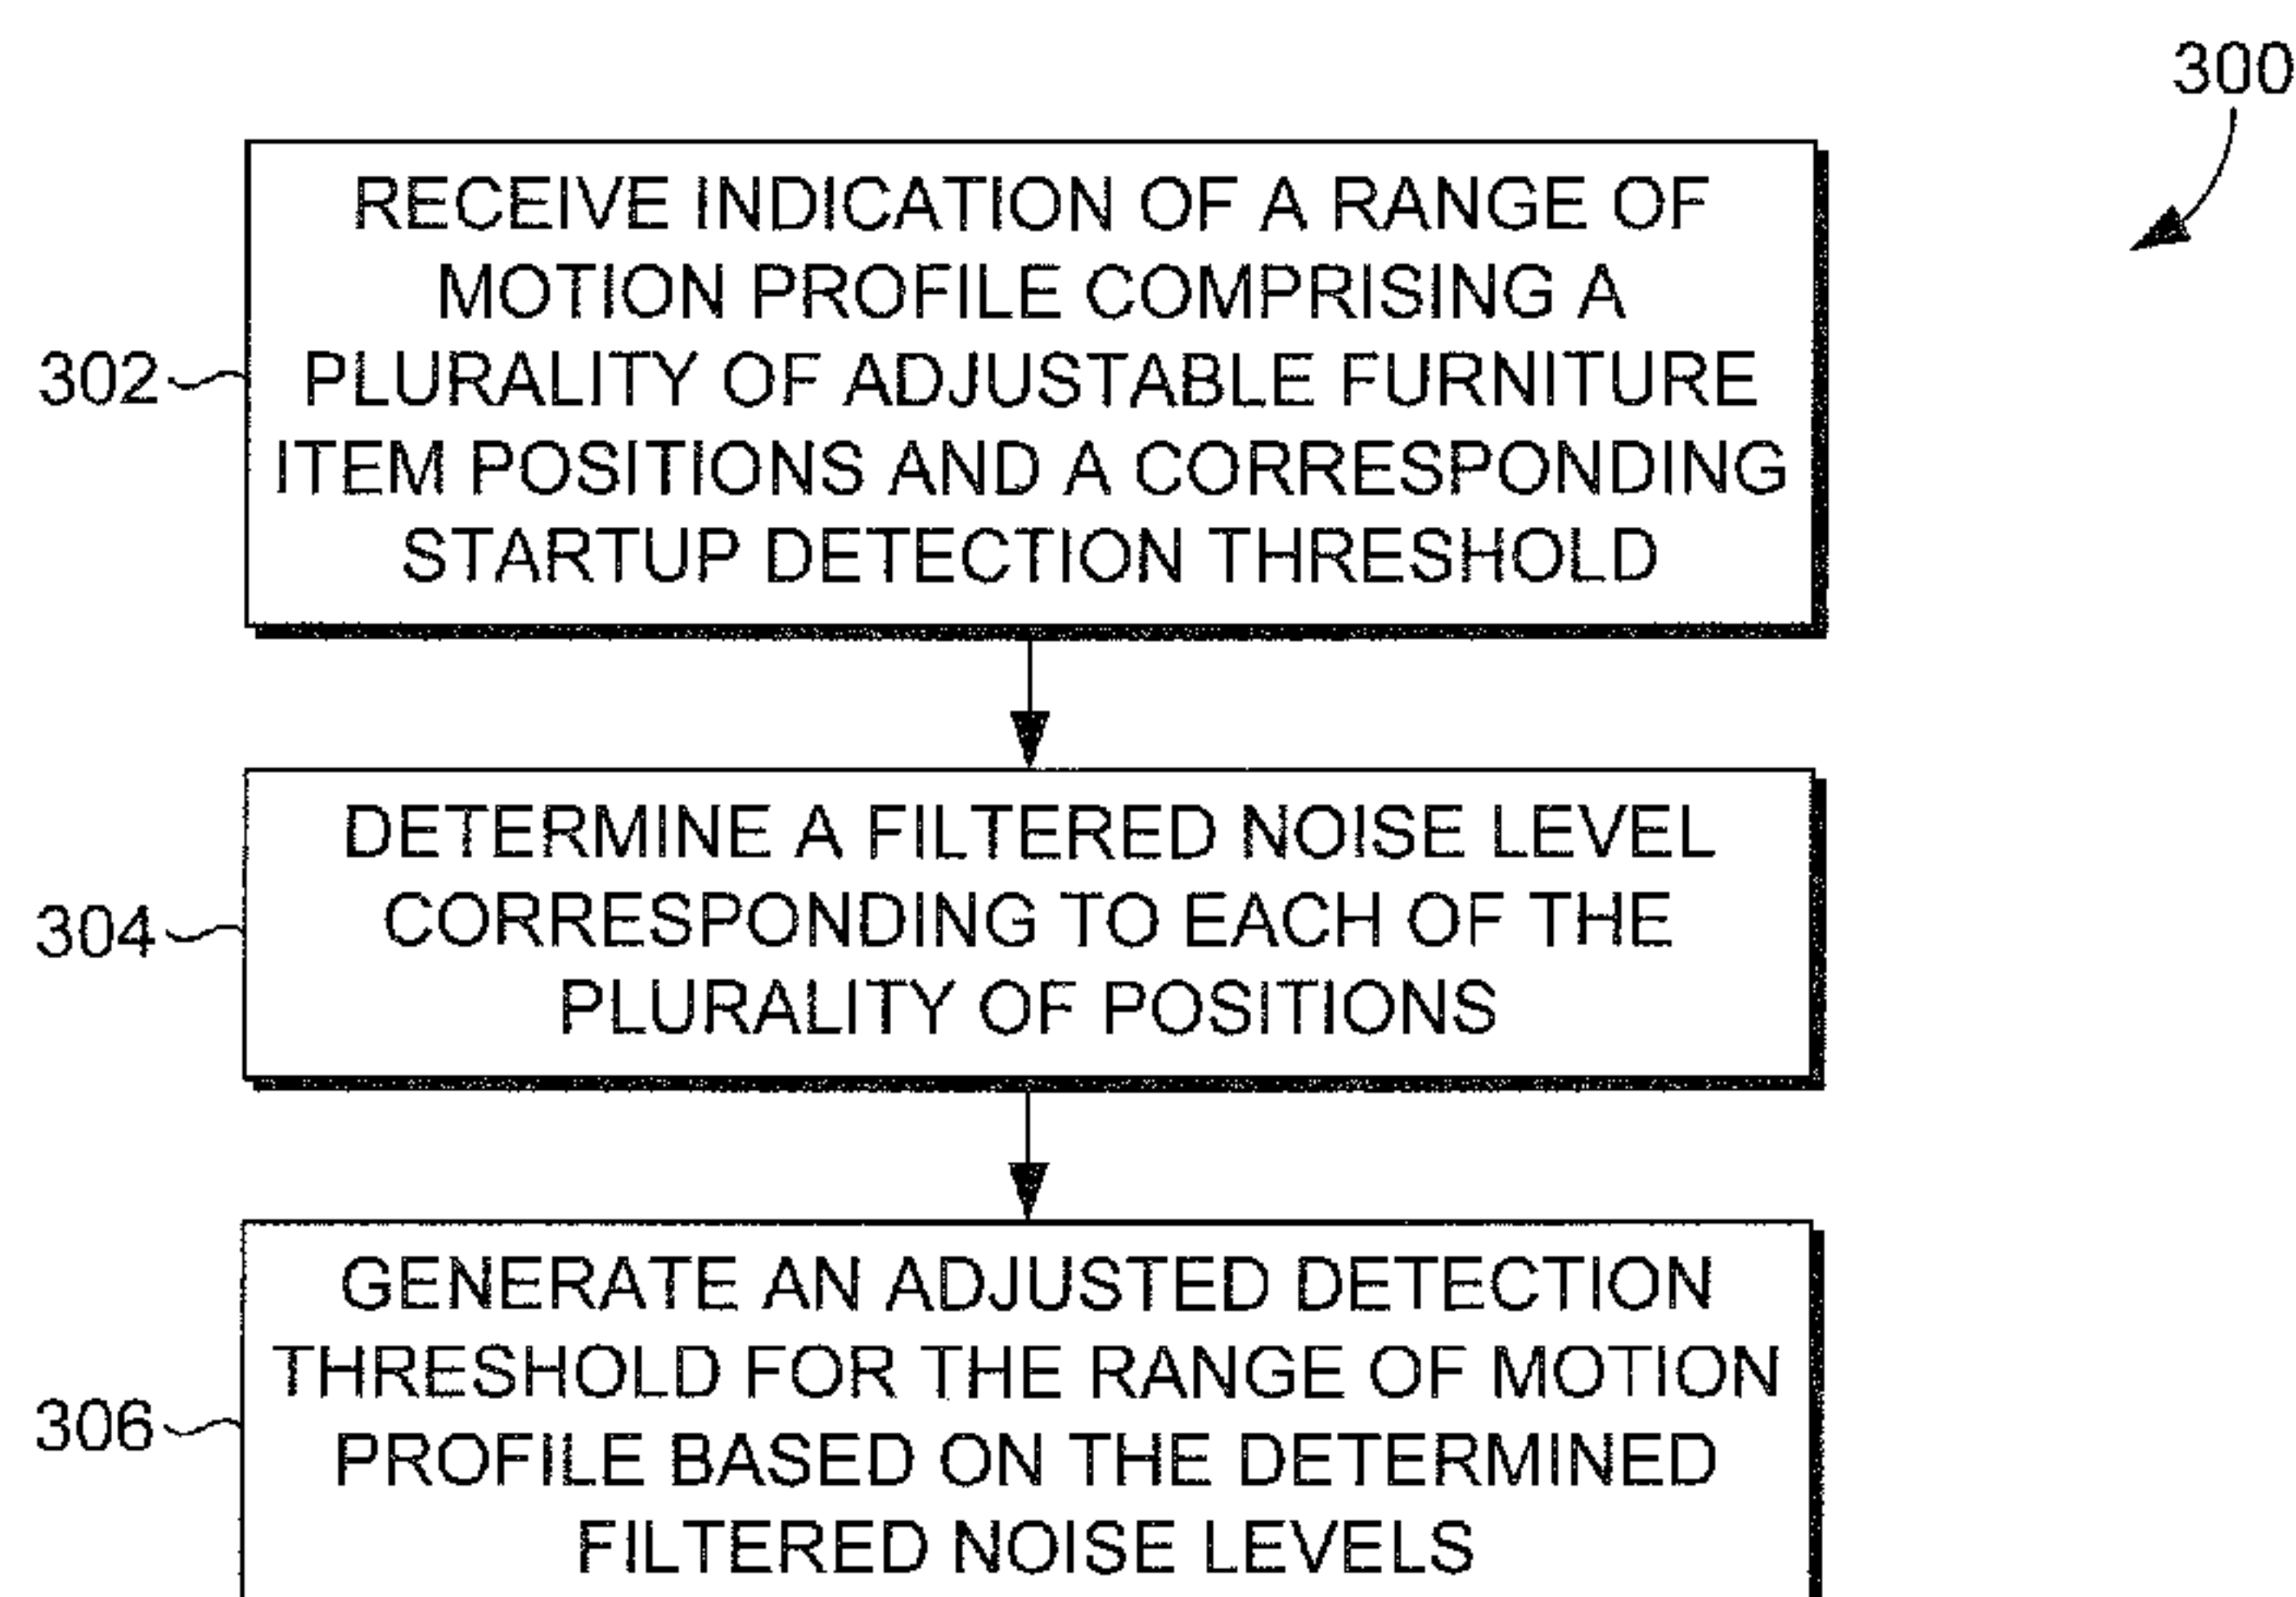 300
RECEIVE INDICATION OF A RANGE OF
MOTION PROFILE COMPRISING A
302
PLURALITY OF ADJUSTABLE FURNITURE
ITEM POSITIONS AND A CORRESPONDING
STARTUP DETECTION THRESHOLD
DETERMINE A FILTERED NOISE LEVEL
304
CORRESPONDING TO EACH OF THE
PLURALITY OF POSITIONS
GENERATE AN ADJUSTED DETECTION
THRESHOLD FOR THE RANGE OF MOTION
306
PROFILE BASED ON THE DETERMINED
FILTERED NOISE LEVELS